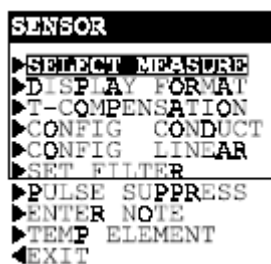 SENSOR
SELECT MEASURE
DISPLAY FORMAT
T-COMPENSATION
CONFIG CONDUCT
CONFIG LINEAR
SET FILTER
PULSE SUPPRESS
ENTER NOTE
TEMP ELEMENT
EXIT